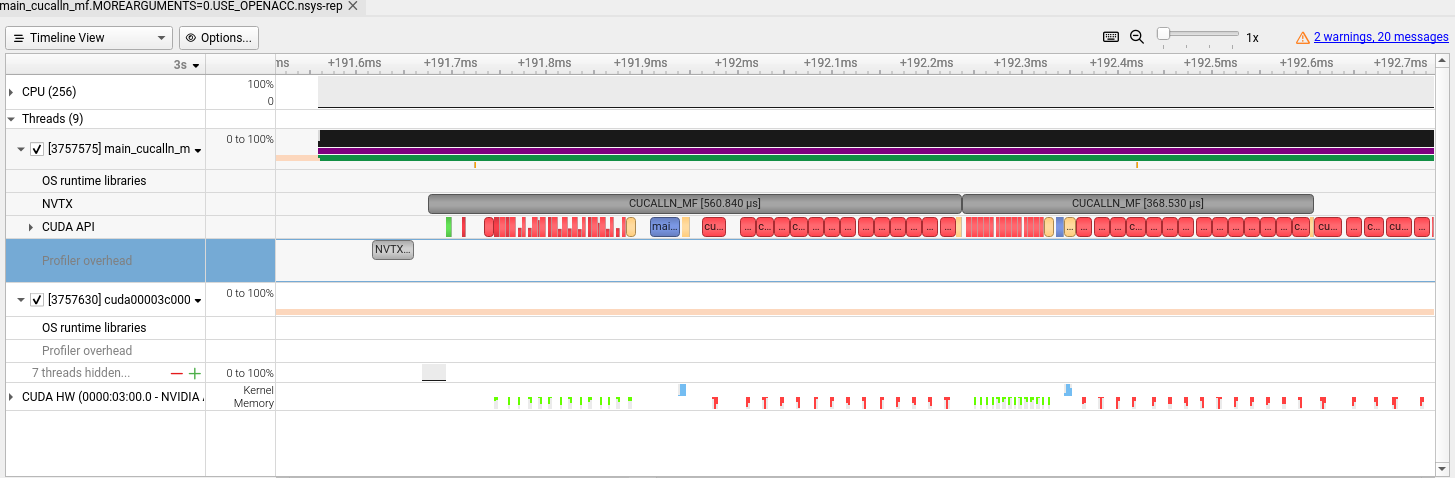 main_cucalln_mf.MOREARGUMENTS=0.USE_OPENACC.nsys-rep
Timeline View Options... 1x 2 warnings, 20 messages
3s ms +191.6ms +191.7ms +191.8ms +191.9ms +192ms +192.1ms +192.2ms +192.3ms +192.4ms +192.5ms +192.6ms +192.7ms
CPU (256) 100%
0
Threads (9)
[3757575] main_cucalln_m 0 to 100%
OS runtime libraries
NVTX CUCALLN_MF [560.840 µs] CUCALLN_MF [368.530 µs]
CUDA API mai... cu... ... c... ... c... ... ... ... ... ... ... ... ... ... ... ... ... c... ... ... ... ... ... ... ... ... ... c... cu... ... c... cu... ...
Profiler overhead NVTX...
[3757630] cuda00003c000 0 to 100%
OS runtime libraries
Profiler overhead
7 threads hidden... 0 to 100%
CUDA HW (0000:03:00.0 - NVIDIA Kernel
Memory